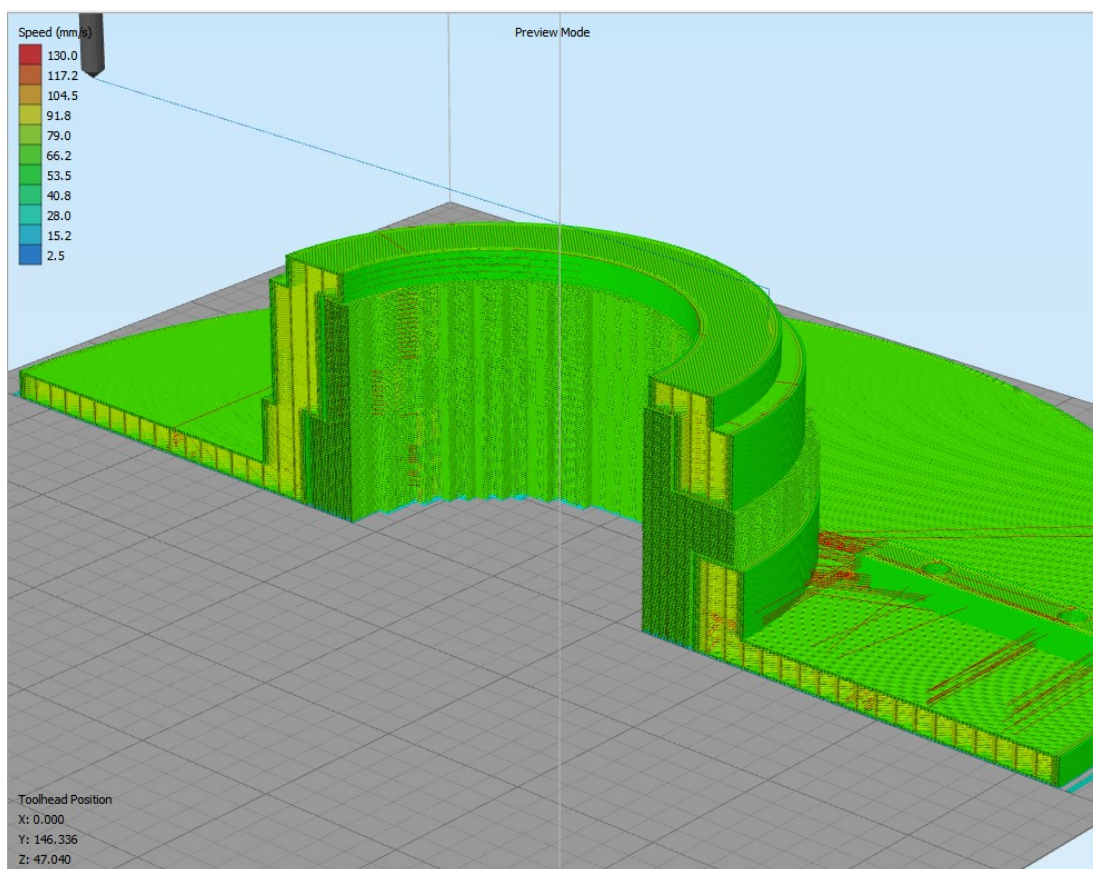 Speed (mm/s)
Preview Mode
130.0
117.2
104.5
91.8
79.0
66.2
53.5
40.8
28.0
15.2
2.5
Toolhead Position
X: 0.000
Y: 146.336
Z: 47.040